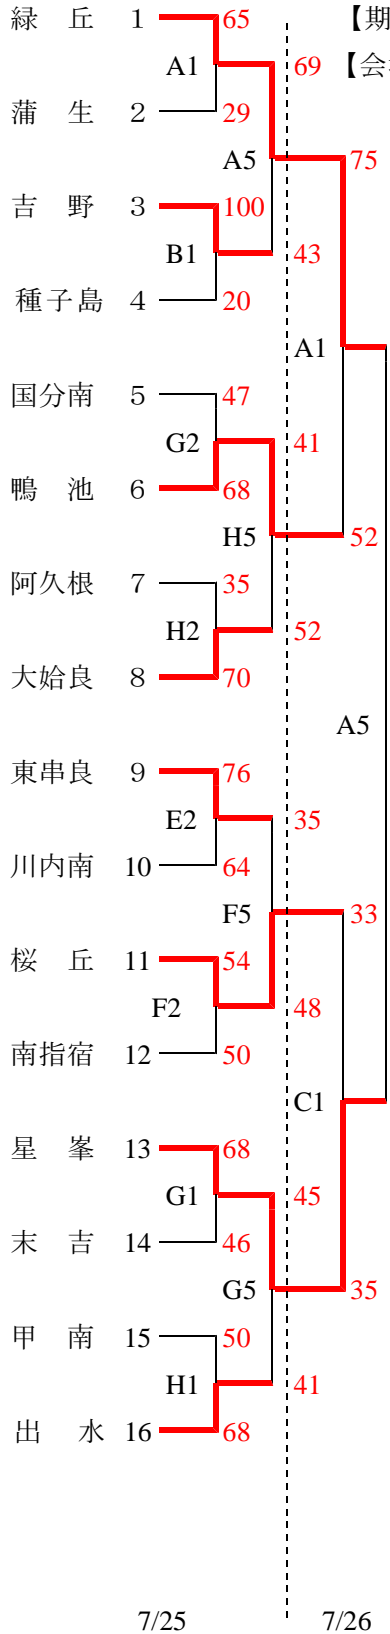 緑　丘 1 65 【期
A1 69 【会
蒲　生 2 29
A5 75
吉　野 3 100
B1 43
種子島 4 20
A1
国分南 5 47
G2 41
鴨　池 6 68
H5 52
阿久根 7 35
H2 52
大姶良 8 70
A5
東串良 9 76
E2 35
川内南 10 64
F5 33
桜　丘 11 54
F2 48
南指宿 12 50
C1
星　峯 13 68
G1 45
末　吉 14 46
G5 35
甲　南 15 50
H1 41
出　水 16 68
7/25 7/26